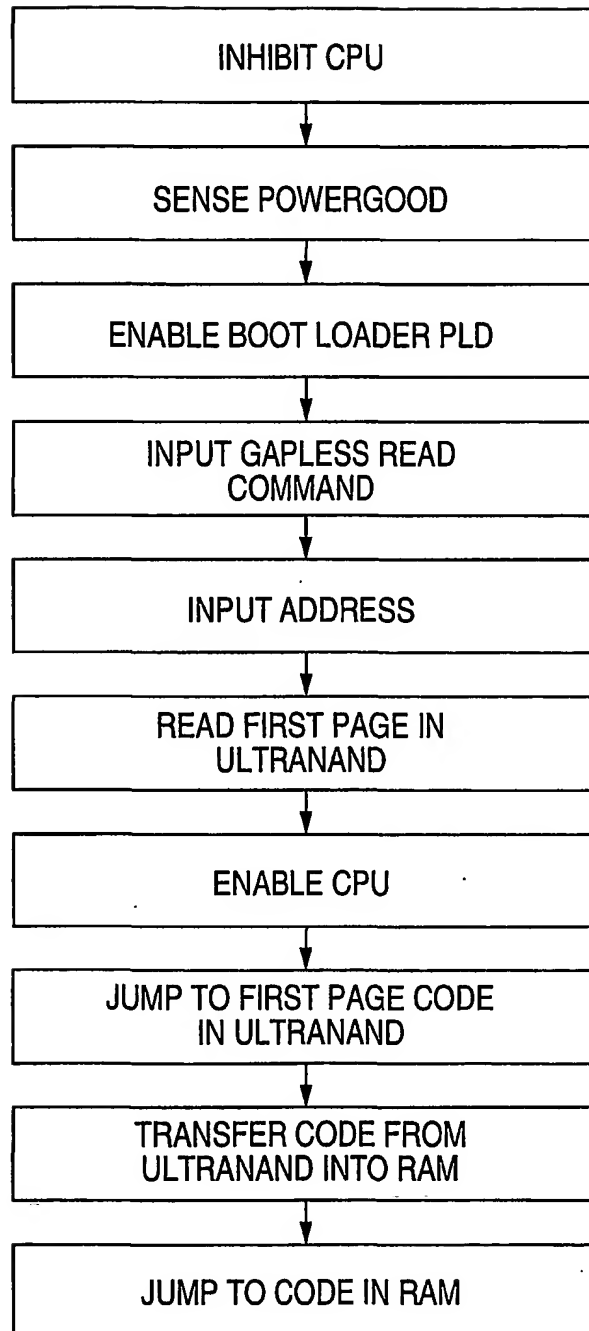 INHIBIT CPU
SENSE POWERGOOD
ENABLE BOOT LOADER PLD
INPUT GAPLESS READ
COMMAND
INPUT ADDRESS
READ FIRST PAGE IN
ULTRANAND
ENABLE CPU
JUMP TO FIRST PAGE CODE
IN ULTRANAND
TRANSFER CODE FROM
ULTRANAND INTO RAM
JUMP TO CODE IN RAM